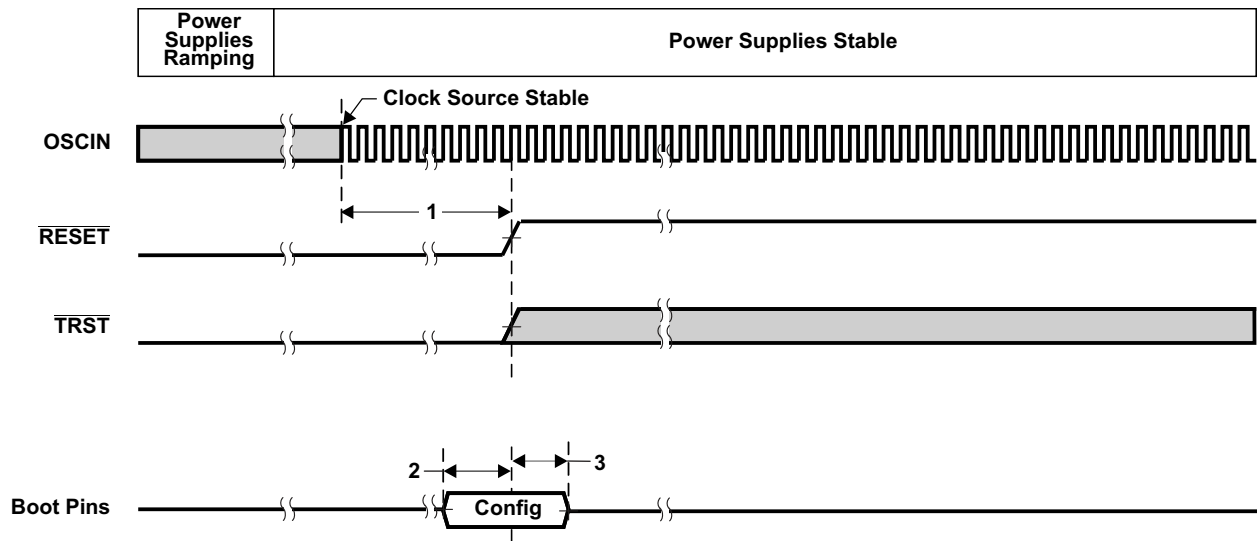 Power
Supplies
Ramping
Power Supplies Stable
Clock Source Stable
OSCIN
1
RESET
TRST
2
3
Boot Pins
Config